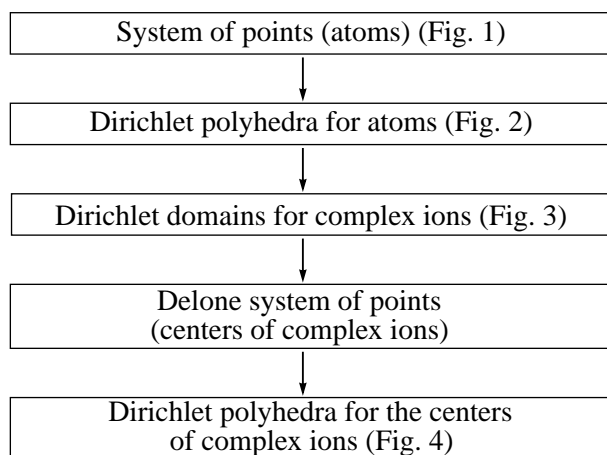 System of points (atoms) (Fig. 1)
Dirichlet polyhedra for atoms (Fig. 2)
Dirichlet domains for complex ions (Fig. 3)
Delone system of points
(centers of complex ions)
Dirichlet polyhedra for the centers
of complex ions (Fig. 4)